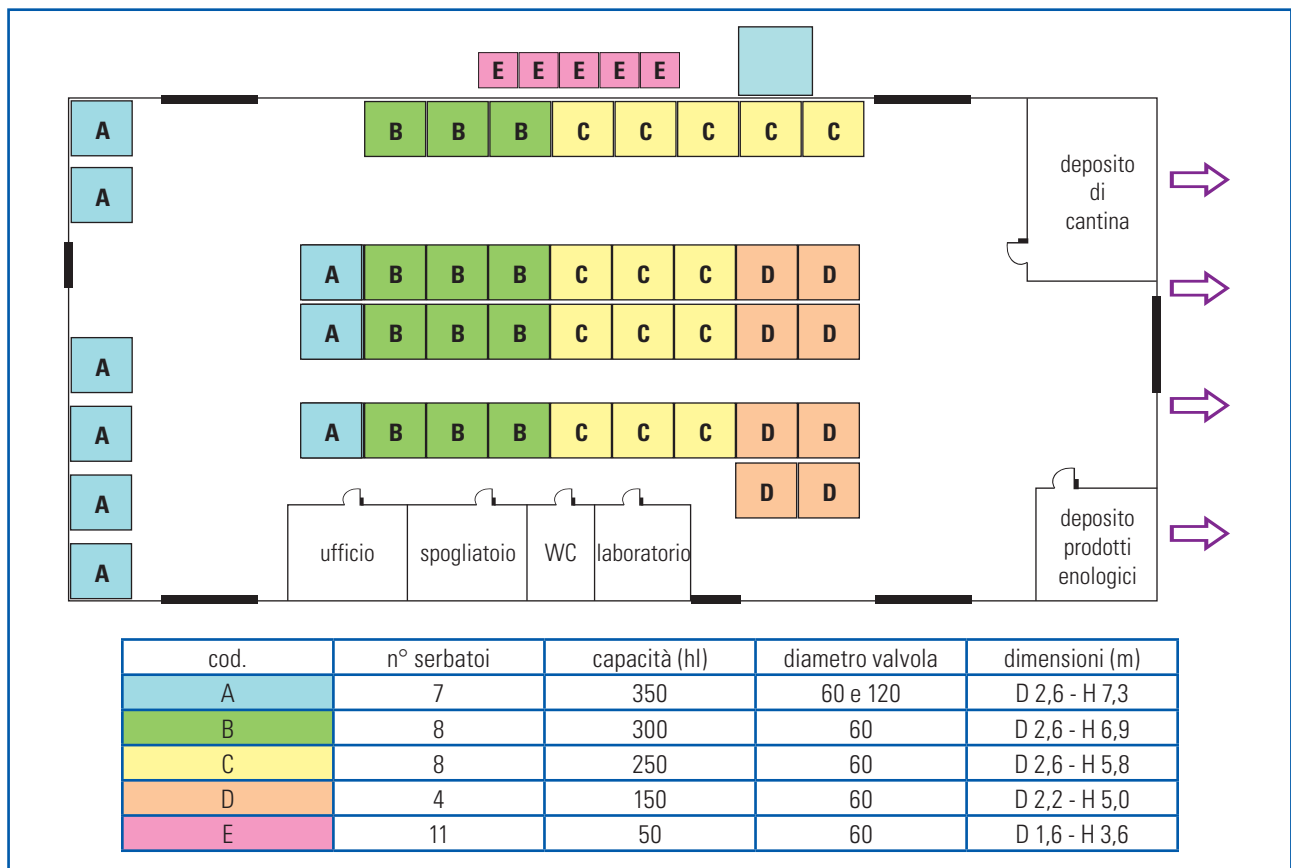 E E E E E
A B B B C C C C C
A
deposito
di
cantina
A B B B C C C D D
A B B B C C C D D
A
A
A B B B C C C D D
A
D D
A
ufficio spogliatoio WC laboratorio
deposito
prodotti
enologici
cod. n° serbatoi capacità (hl) diametro valvola dimensioni (m)
A 7 350 60 e 120 D 2,6 - H 7,3
B 8 300 60 D 2,6 - H 6,9
C 8 250 60 D 2,6 - H 5,8
D 4 150 60 D 2,2 - H 5,0
E 11 50 60 D 1,6 - H 3,6